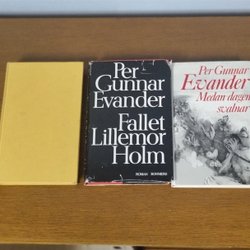 Per
Gunnar
Evander
Fallet
Lillemor
Holm
ROMAN BONNIERS
Per Gunnar
Evander
Medan dagen
svalnar